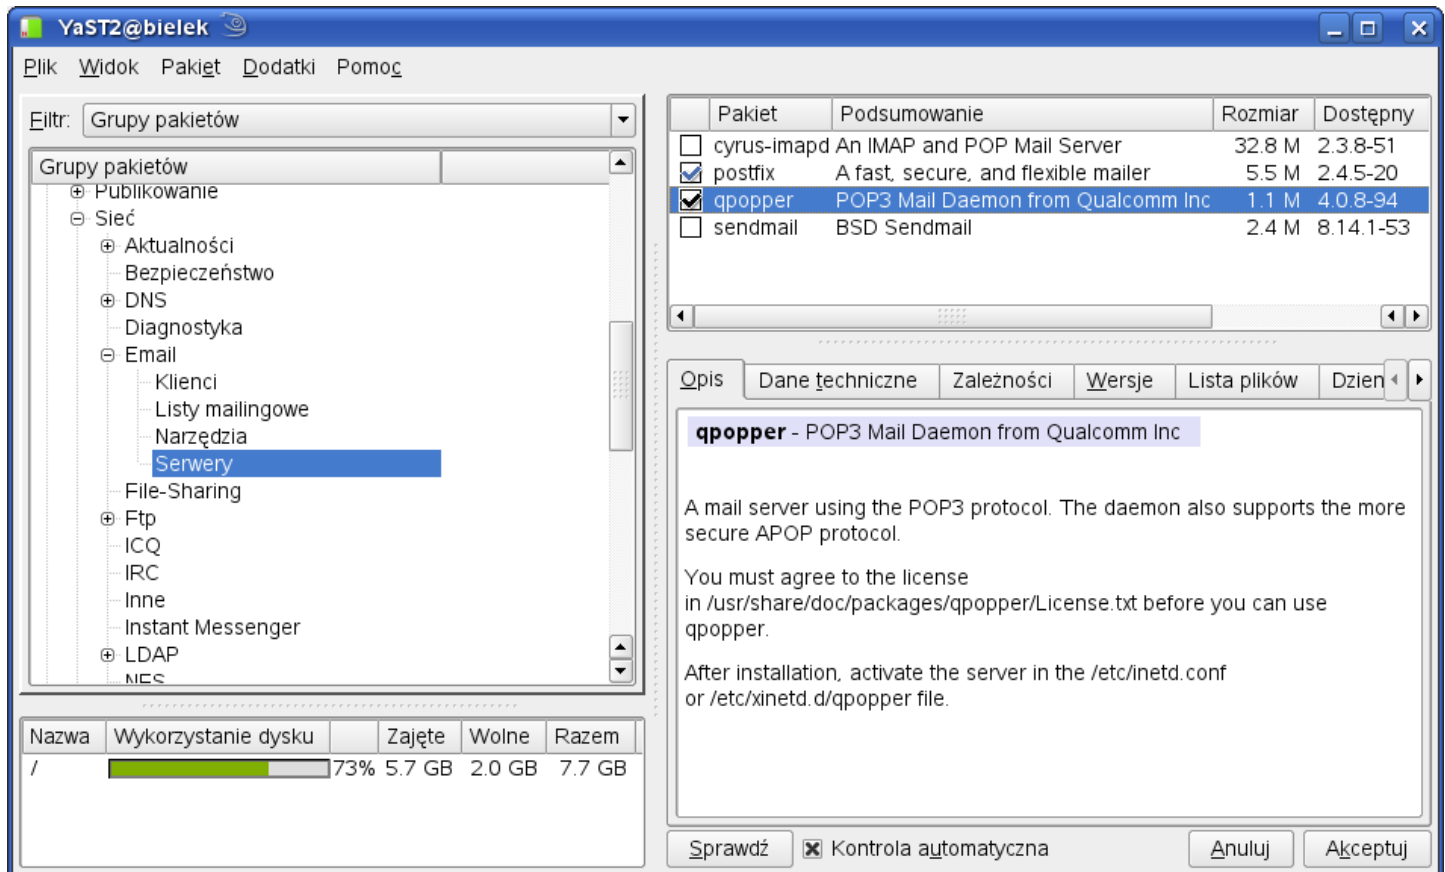 YaST2@bielek
Plik Widok Pakiet Dodatki Pomoc
Filtr: Grupy pakietów
Grupy pakietów
Publikowanie
Sieć
Aktualności
Bezpieczeństwo
DNS
Diagnostyka
Email
Klienci
Listy mailingowe
Narzędzia
Serwery
File-Sharing
Ftp
ICQ
IRC
Inne
Instant Messenger
LDAP
NFS
Nazwa Wykorzystanie dysku Zajęte Wolne Razem
/ 73% 5.7 GB 2.0 GB 7.7 GB
Pakiet Podsumowanie Rozmiar Dostępny
cyrus-imapd An IMAP and POP Mail Server 32.8 M 2.3.8-51
postfix A fast, secure, and flexible mailer 5.5 M 2.4.5-20
qpopper POP3 Mail Daemon from Qualcomm Inc 1.1 M 4.0.8-94
sendmail BSD Sendmail 2.4 M 8.14.1-53
Opis Dane techniczne Zależności Wersje Lista plików Dzien
qpopper - POP3 Mail Daemon from Qualcomm Inc
A mail server using the POP3 protocol. The daemon also supports the more
secure APOP protocol.
You must agree to the license
in /usr/share/doc/packages/qpopper/License.txt before you can use
qpopper.
After installation, activate the server in the /etc/inetd.conf
or /etc/xinetd.d/qpopper file.
Sprawdź Kontrola automatyczna Anuluj Akceptuj